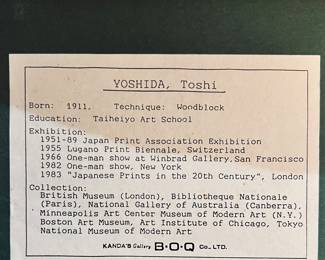 YOSHIDA, Toshi
Born: 1911. Technique: Woodblock
Education: Taiheiyo Art School
Exhibition:
1951-89 Japan Print Association Exhibition
1955 Lugano Print Biennale, Switzerland
1966 One-man show at Winbrad Gallery,San Francisco
1982 One-man show, New York
1983 "Japanese Prints in the 20th Century", London
Collection:
British Museum (London), Bibliotheque Nationale
(Paris), National Gallery of Australia (Canberra),
Minneapolis Art Center Museum of Modern Art (N.Y.)
Boston Art Museum, Art Institute of Chicago, Tokyo
National Museum of Modern Art
KANDA'S Gallery B·O·Q Co., LTD.